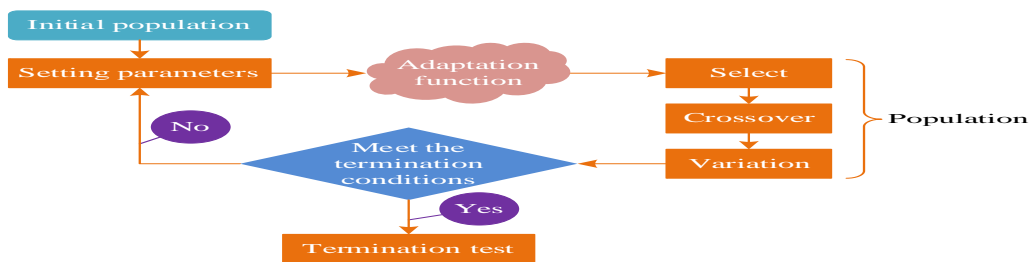 Initial population
Setting parameters
Adaptation
function
Select
Crossover
Variation
Population
No
Meet the
termination
conditions
Yes
Termination test